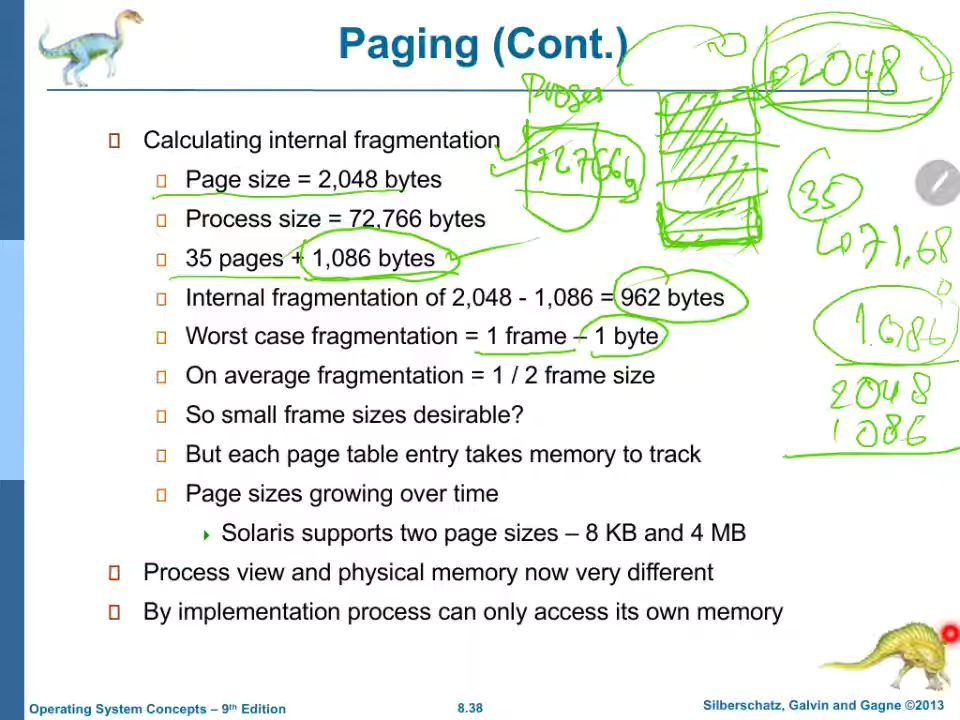 Paging (Cont.)
2048
Proses
Calculating internal fragmentation
72766
Page size = 2,048 bytes
35
Process size = 72,766 bytes
71,68
35 pages + 1,086 bytes
Internal fragmentation of 2,048 - 1,086 = 962 bytes
1.086
Worst case fragmentation = 1 frame – 1 byte
On average fragmentation = 1 / 2 frame size
2048
So small frame sizes desirable?
1086
But each page table entry takes memory to track
Page sizes growing over time
Solaris supports two page sizes – 8 KB and 4 MB
Process view and physical memory now very different
By implementation process can only access its own memory
Operating System Concepts – 9th Edition
8.38
Silberschatz, Galvin and Gagne ©2013